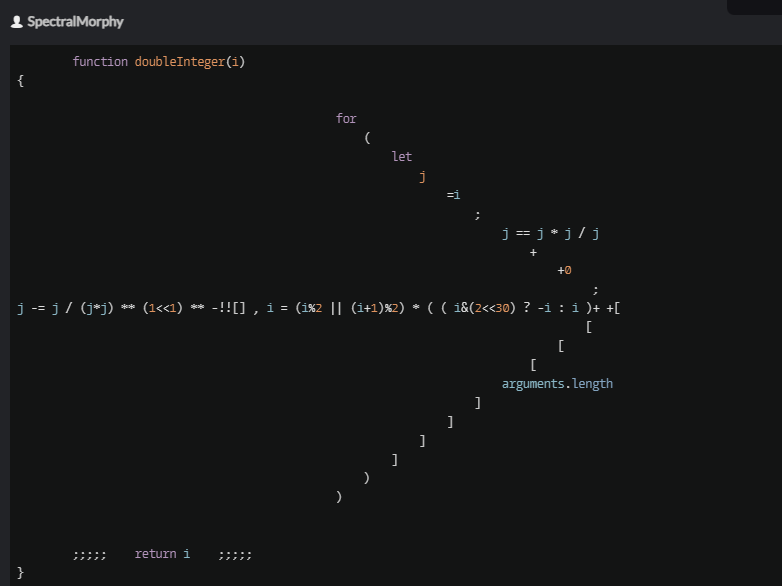 SpectralMorphy
function doubleInteger(i)
{
for
(
let
j
=i
;
j == j * j / j
+
+0
;
j -= j / (j*j) ** (1<<1) ** -!![] , i = (i%2 || (i+1)%2) * ( ( i&(2<<30) ? -i : i )+ +[
[
[
[
arguments.length
]
]
]
]
)
)
;;;;; return i ;;;;;
}